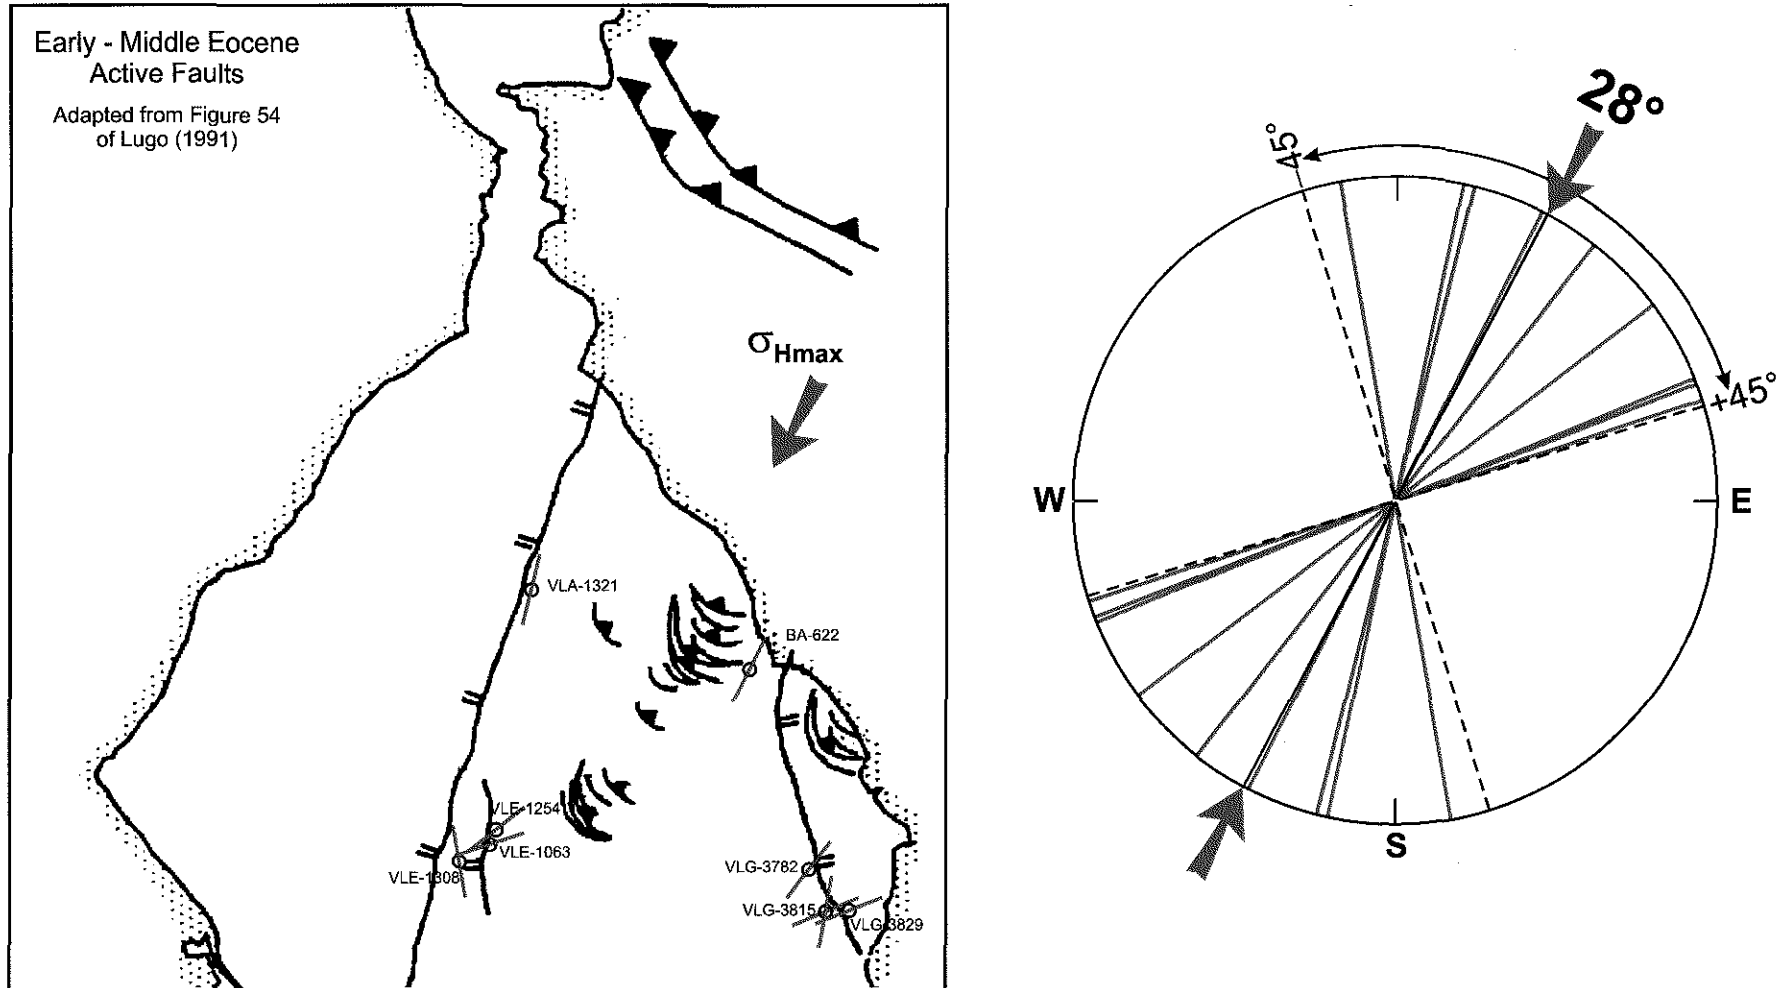 Early - Middle Eocene
Active Faults
Adapted from Figure 54
of Lugo (1991)
σHmax
VLA-1321
BA-622
VLE-1254
VLE-1063
VLE-1308
VLG-3782
VLG-3815
VLG-3829
28°
45°
+45°
W
E
S